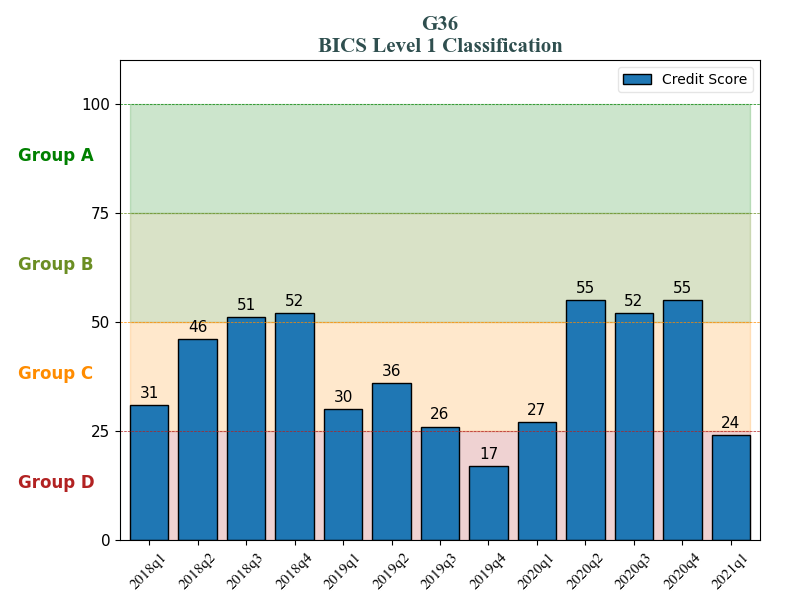 G36
BICS Level 1 Classification
Credit Score
100
Group A
75
Group B
50
Group C
25
Group D
0
31
46
51
52
30
36
26
17
27
55
52
55
24
2018q1
2018q2
2018q3
2018q4
2019q1
2019q2
2019q3
2019q4
2020q1
2020q2
2020q3
2020q4
2021q1